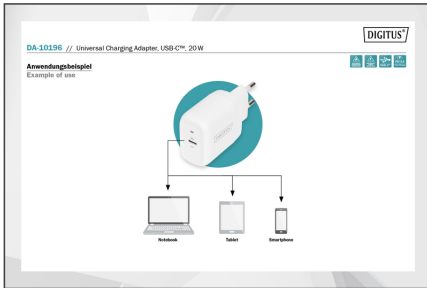 DIGITUS®
DA-10196 // Universal Charging Adapter, USB-C™, 20 W
Anwendungsbeispiel
Example of use
DIGITUS
Notebook
Tablet
Smartphone